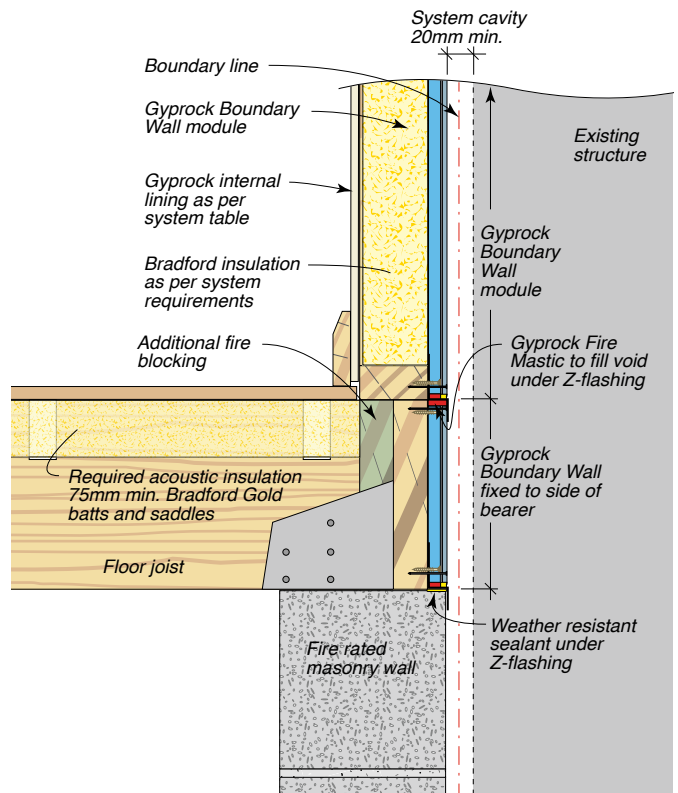 System cavity
20mm min.
Boundary line
Gyprock Boundary
Wall module
Existing
structure
Gyprock internal
lining as per
system table
Gyprock
Boundary
Wall
module
Bradford insulation
as per system
requirements
Additional fire
blocking
Gyprock Fire
Mastic to fill void
under Z-flashing
Required acoustic insulation
75mm min. Bradford Gold
batts and saddles
Gyprock
Boundary Wall
fixed to side of
bearer
Floor joist
Weather resistant
sealant under
Z-flashing
Fire rated
masonry wall